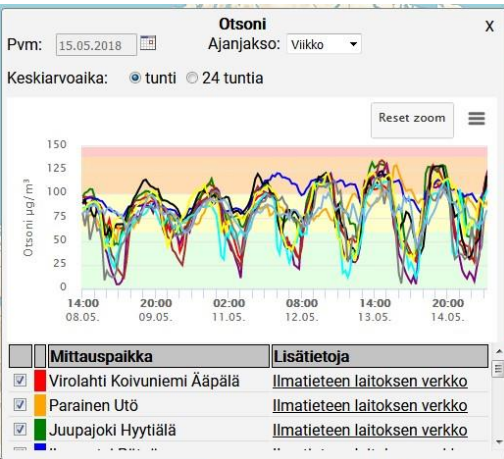 Otsoni
X
Pvm: 15.05.2018 Ajanjakso: Viikko
Keskiarvoaika: tunti 24 tuntia
Reset zoom
Otsoni µg/m³
150
125
100
75
50
25
0
14:00 20:00 02:00 08:00 14:00 20:00
08.05. 09.05. 11.05. 12.05. 13.05. 14.05.
Mittauspaikka Lisätietoja
Virolahti Koivuniemi Ääpälä Ilmatieteen laitoksen verkko
Parainen Utö Ilmatieteen laitoksen verkko
Juupajoki Hyytiälä Ilmatieteen laitoksen verkko